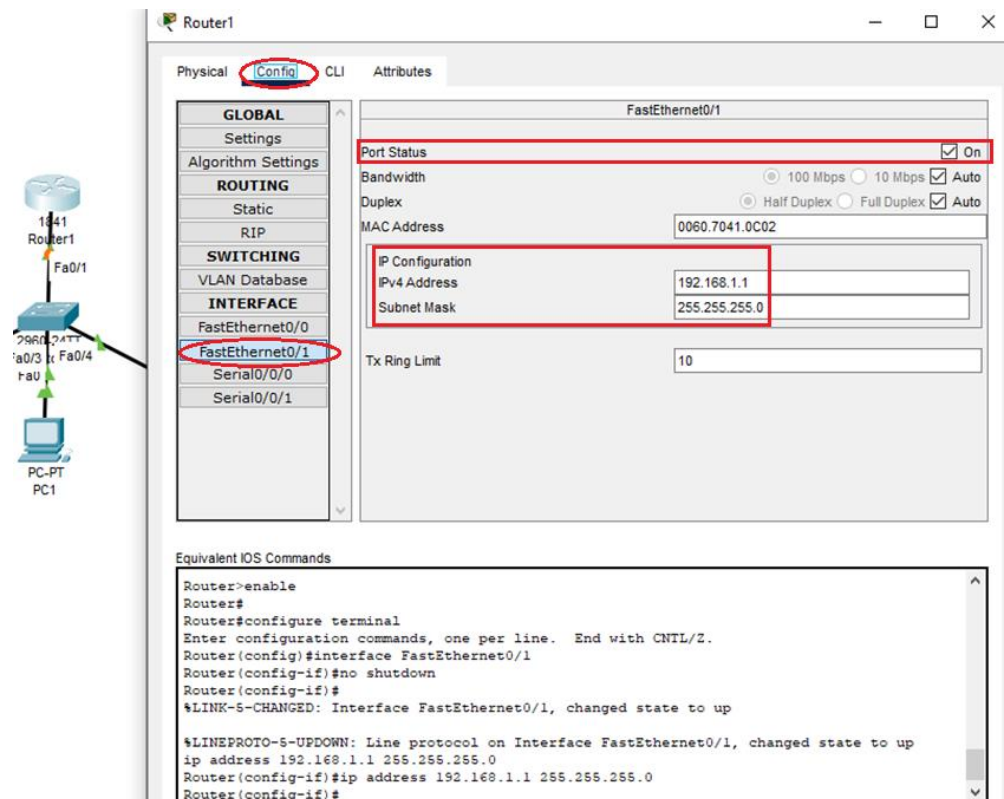 Router1
Physical Config CLI Attributes
GLOBAL
Settings
Algorithm Settings
ROUTING
Static
RIP
SWITCHING
VLAN Database
INTERFACE
FastEthernet0/0
FastEthernet0/1
Serial0/0/0
Serial0/0/1
FastEthernet0/1
Port Status On
Bandwidth 100 Mbps 10 Mbps Auto
Duplex Half Duplex Full Duplex Auto
MAC Address 0060.7041.0C02
IP Configuration
IPv4 Address 192.168.1.1
Subnet Mask 255.255.255.0
Tx Ring Limit 10
Equivalent IOS Commands
Router>enable
Router#
Router#configure terminal
Enter configuration commands, one per line. End with CNTL/Z.
Router(config)#interface FastEthernet0/1
Router(config-if)#no shutdown
Router(config-if)#
%LINK-5-CHANGED: Interface FastEthernet0/1, changed state to up
%LINEPROTO-5-UPDOWN: Line protocol on Interface FastEthernet0/1, changed state to up
ip address 192.168.1.1 255.255.255.0
Router(config-if)#ip address 192.168.1.1 255.255.255.0
Router(config-if)#
1841
Router1
Fa0/1
Fa0/4
PC-PT
PC1